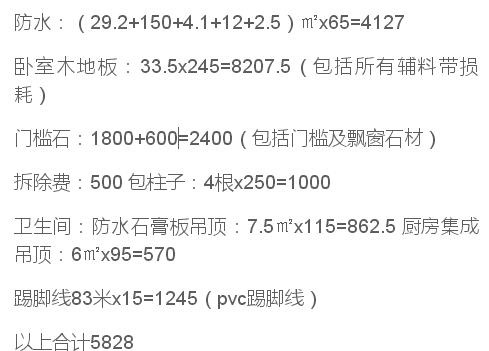 防水：（29.2+150+4.1+12+2.5）㎡x65=4127
卧室木地板：33.5x245=8207.5（包括所有辅料带损
耗）
门槛石：1800+600=2400（包括门槛及飘窗石材）
拆除费：500 包柱子：4根x250=1000
卫生间：防水石膏板吊顶：7.5㎡x115=862.5 厨房集成
吊顶：6㎡x95=570
踢脚线83米x15=1245（pvc踢脚线）
以上合计5828